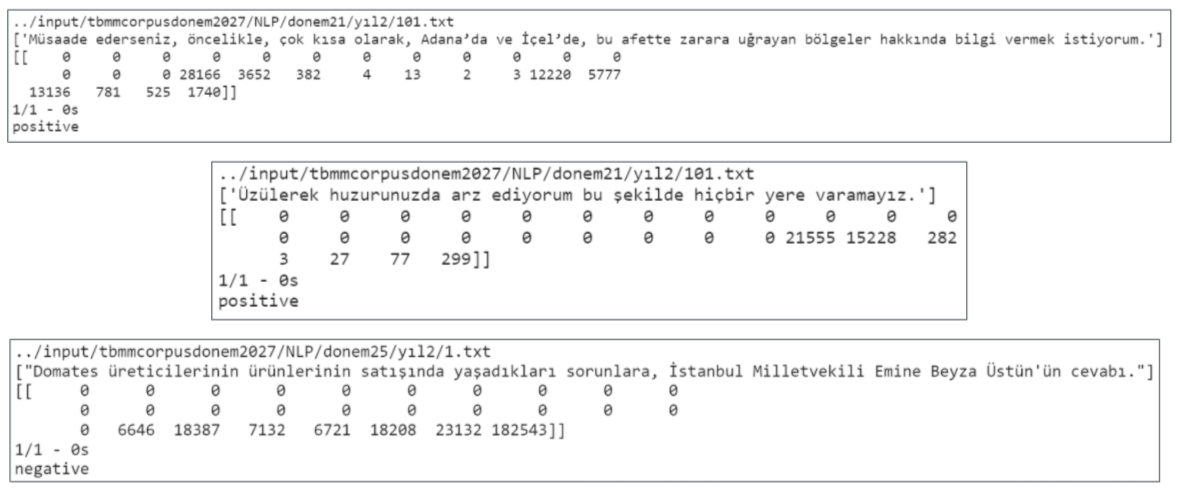 ../input/tbmmcorpusdonem2027/NLP/donem21/yıl2/101.txt
['Müsaade ederseniz, öncelikle, çok kısa olarak, Adana’da ve İçel’de, bu afette zarara uğrayan bölgeler hakkında bilgi vermek istiyorum.']
[[ 0 0 0 0 0 0 0 0 0 0 0 0
0 0 0 28166 3652 382 4 13 2 3 12220 5777
13136 781 525 1740]]
1/1 - 0s
positive
../input/tbmmcorpusdonem2027/NLP/donem21/yıl2/101.txt
['Üzülerek huzurunuzda arz ediyorum bu şekilde hiçbir yere varamayız.']
[[ 0 0 0 0 0 0 0 0 0 0 0 0
0 0 0 0 0 0 0 0 0 21555 15228 282
3 27 77 299]]
1/1 - 0s
positive
../input/tbmmcorpusdonem2027/NLP/donem25/yıl2/1.txt
["Domates üreticilerinin ürünlerinin satışında yaşadıkları sorunlara, İstanbul Milletvekili Emine Beyza Üstün'ün cevabı."]
[[ 0 0 0 0 0 0 0 0 0 0
0 0 0 0 0 0 0 0 0 0
0 6646 18387 7132 6721 18208 23132 182543]]
1/1 - 0s
negative